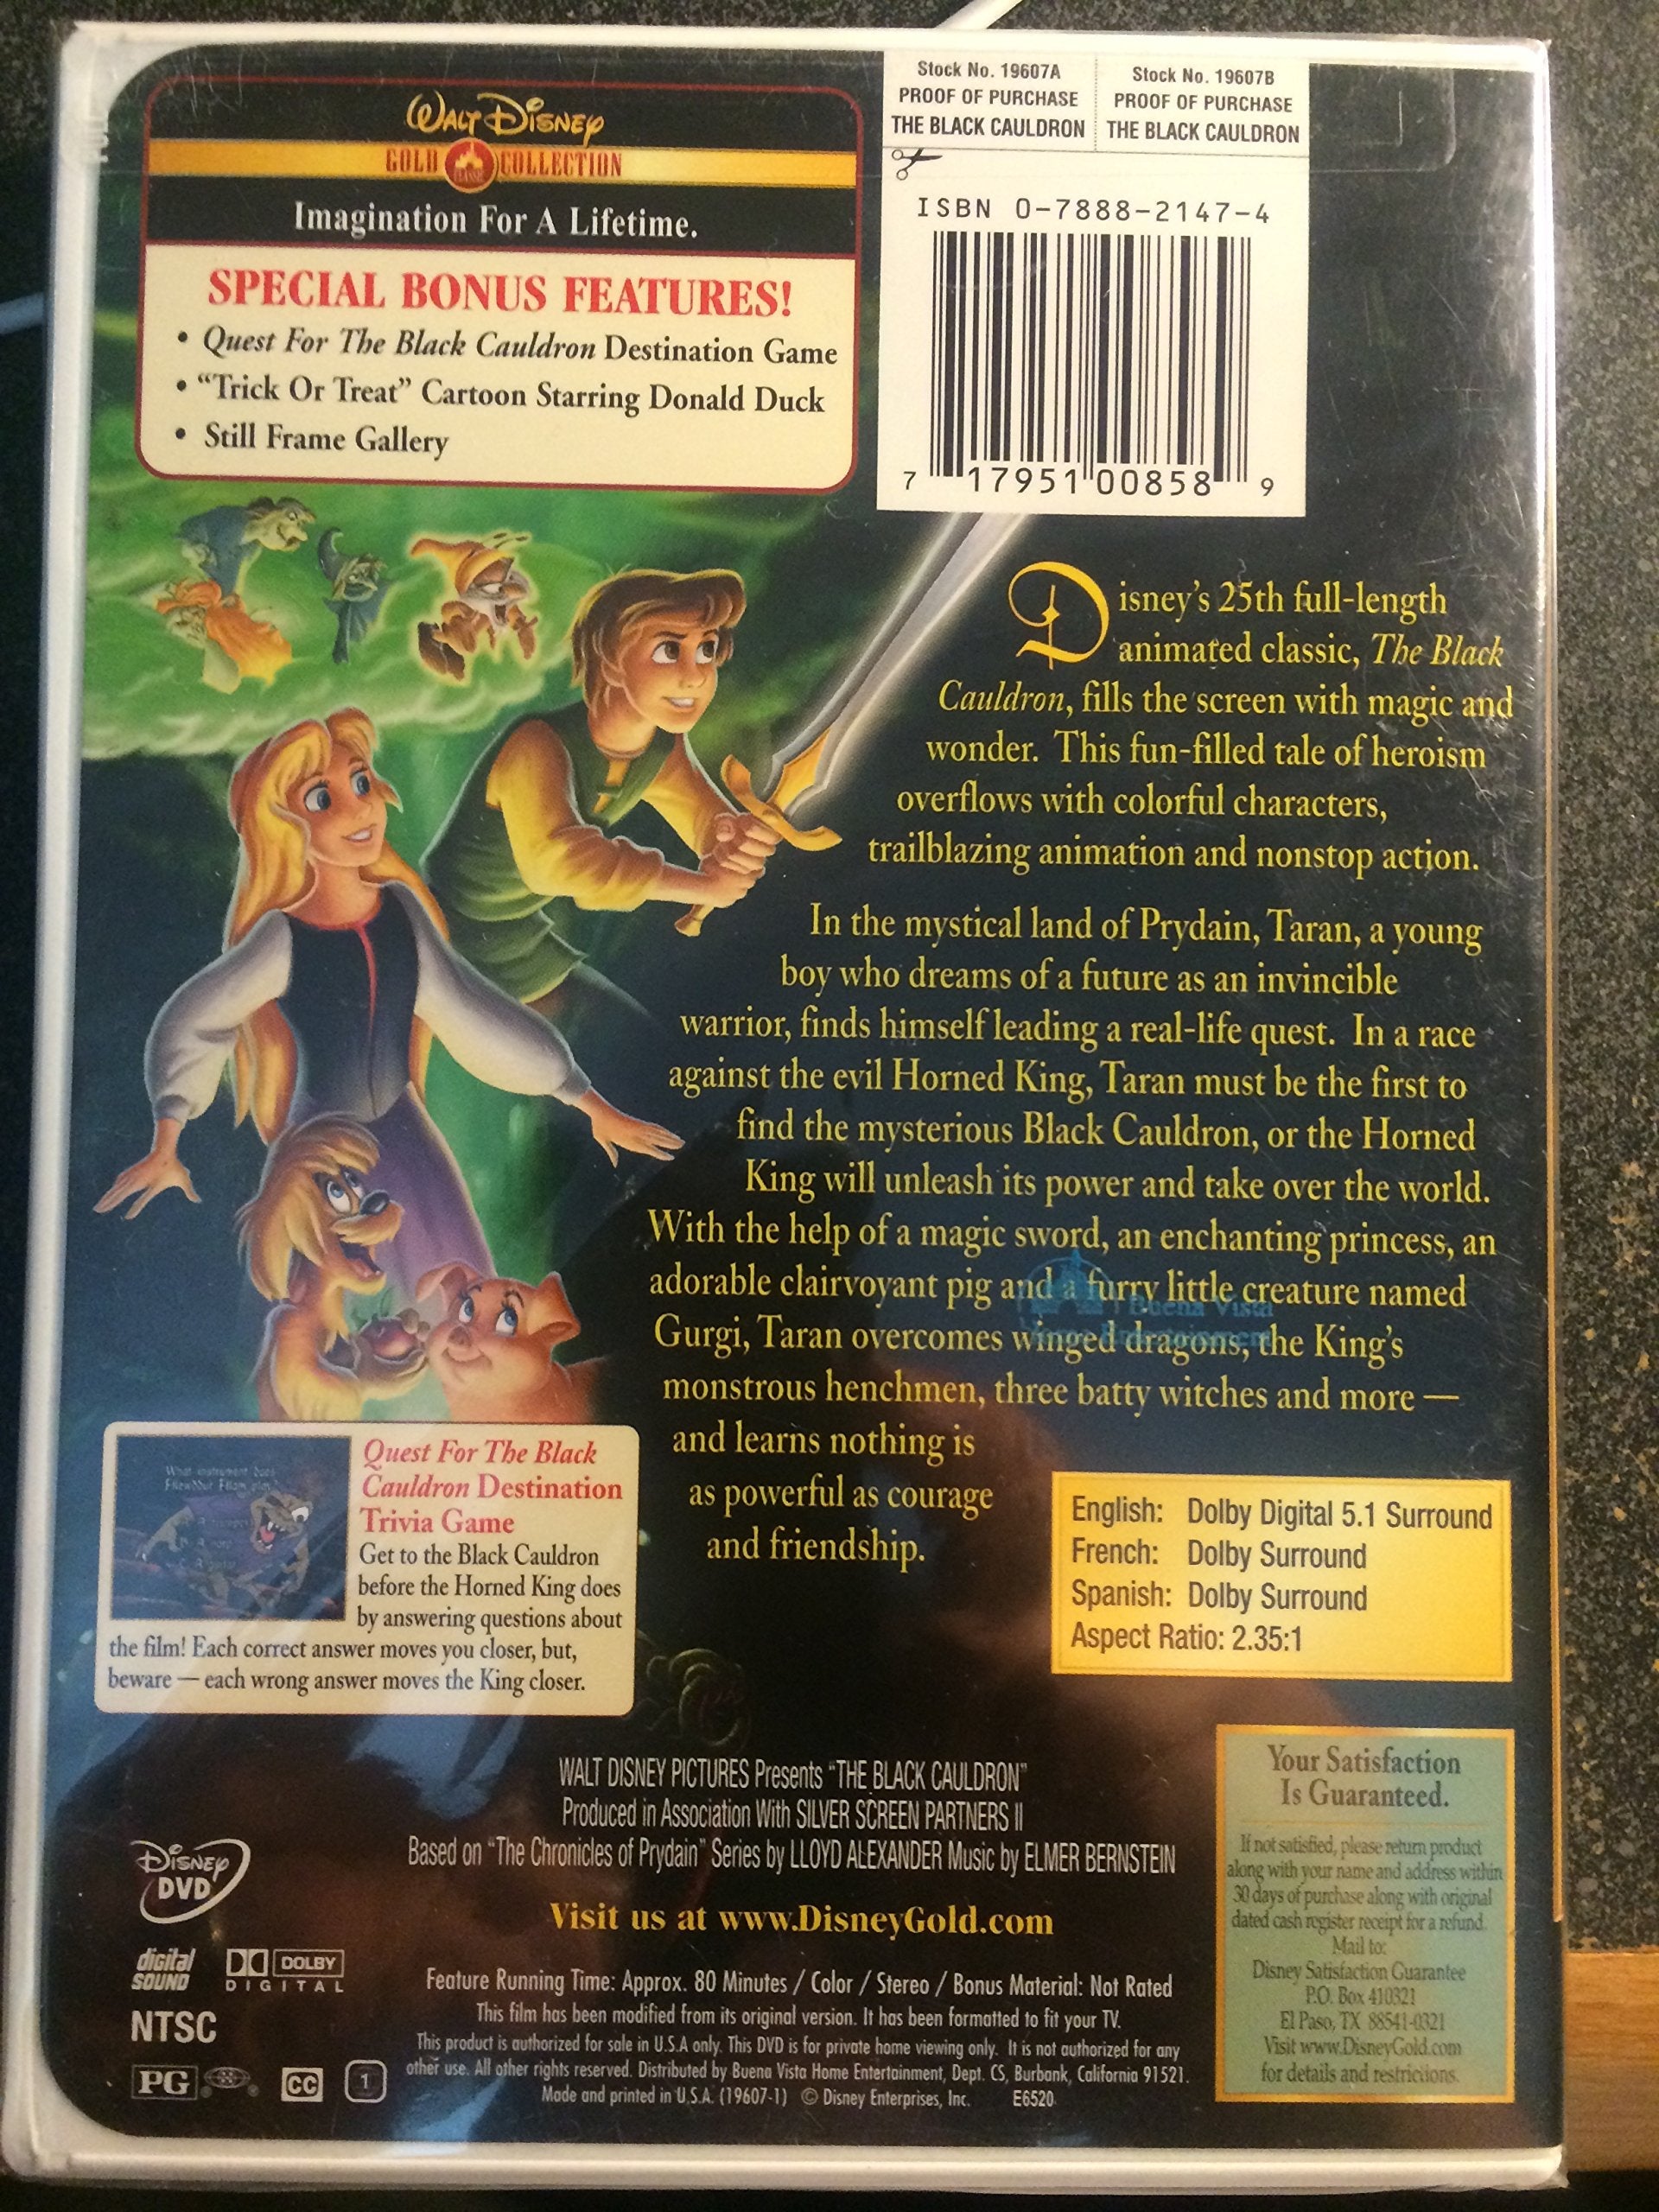 WALT DISNEY
GOLD CLASSIC COLLECTION
Imagination For A Lifetime.
SPECIAL BONUS FEATURES!
• Quest For The Black Cauldron Destination Game
• “Trick Or Treat” Cartoon Starring Donald Duck
• Still Frame Gallery
Stock No. 19607A
PROOF OF PURCHASE
THE BLACK CAULDRON
Stock No. 19607B
PROOF OF PURCHASE
THE BLACK CAULDRON
ISBN 0-7888-2147-4
7 17951 00858 9
Disney’s 25th full-length
animated classic, The Black
Cauldron, fills the screen with magic and
wonder. This fun-filled tale of heroism
overflows with colorful characters,
trailblazing animation and nonstop action.
In the mystical land of Prydain, Taran, a young
boy who dreams of a future as an invincible
warrior, finds himself leading a real-life quest. In a race
against the evil Horned King, Taran must be the first to
find the mysterious Black Cauldron, or the Horned
King will unleash its power and take over the world.
With the help of a magic sword, an enchanting princess, an
adorable clairvoyant pig and a furry little creature named
Gurgi, Taran overcomes winged dragons, the King’s
monstrous henchmen, three batty witches and more —
and learns nothing is
as powerful as courage
and friendship.
Buena Vista
Home Entertainment
What instrument does
Fflewddur Fflam play?
Quest For The Black
Cauldron Destination
Trivia Game
Get to the Black Cauldron
before the Horned King does
by answering questions about
the film! Each correct answer moves you closer, but,
beware — each wrong answer moves the King closer.
English: Dolby Digital 5.1 Surround
French: Dolby Surround
Spanish: Dolby Surround
Aspect Ratio: 2.35:1
WALT DISNEY PICTURES Presents “THE BLACK CAULDRON”
Produced in Association With SILVER SCREEN PARTNERS II
Based on “The Chronicles of Prydain” Series by LLOYD ALEXANDER Music by ELMER BERNSTEIN
Visit us at www.DisneyGold.com
Feature Running Time: Approx. 80 Minutes / Color / Stereo / Bonus Material: Not Rated
This film has been modified from its original version. It has been formatted to fit your TV.
This product is authorized for sale in U.S.A only. This DVD is for private home viewing only. It is not authorized for any
other use. All other rights reserved. Distributed by Buena Vista Home Entertainment, Dept. CS, Burbank, California 91521.
Made and printed in U.S.A. (19607-1) © Disney Enterprises, Inc. E6520
DISNEY
DVD
digital
SOUND
DOLBY
DIGITAL
NTSC
PG
CC
1
Your Satisfaction
Is Guaranteed.
If not satisfied, please return product
along with your name and address within
30 days of purchase along with original
dated cash register receipt for a refund.
Mail to:
Disney Satisfaction Guarantee
P.O. Box 410321
El Paso, TX 88541-0321
Visit www.DisneyGold.com
for details and restrictions.